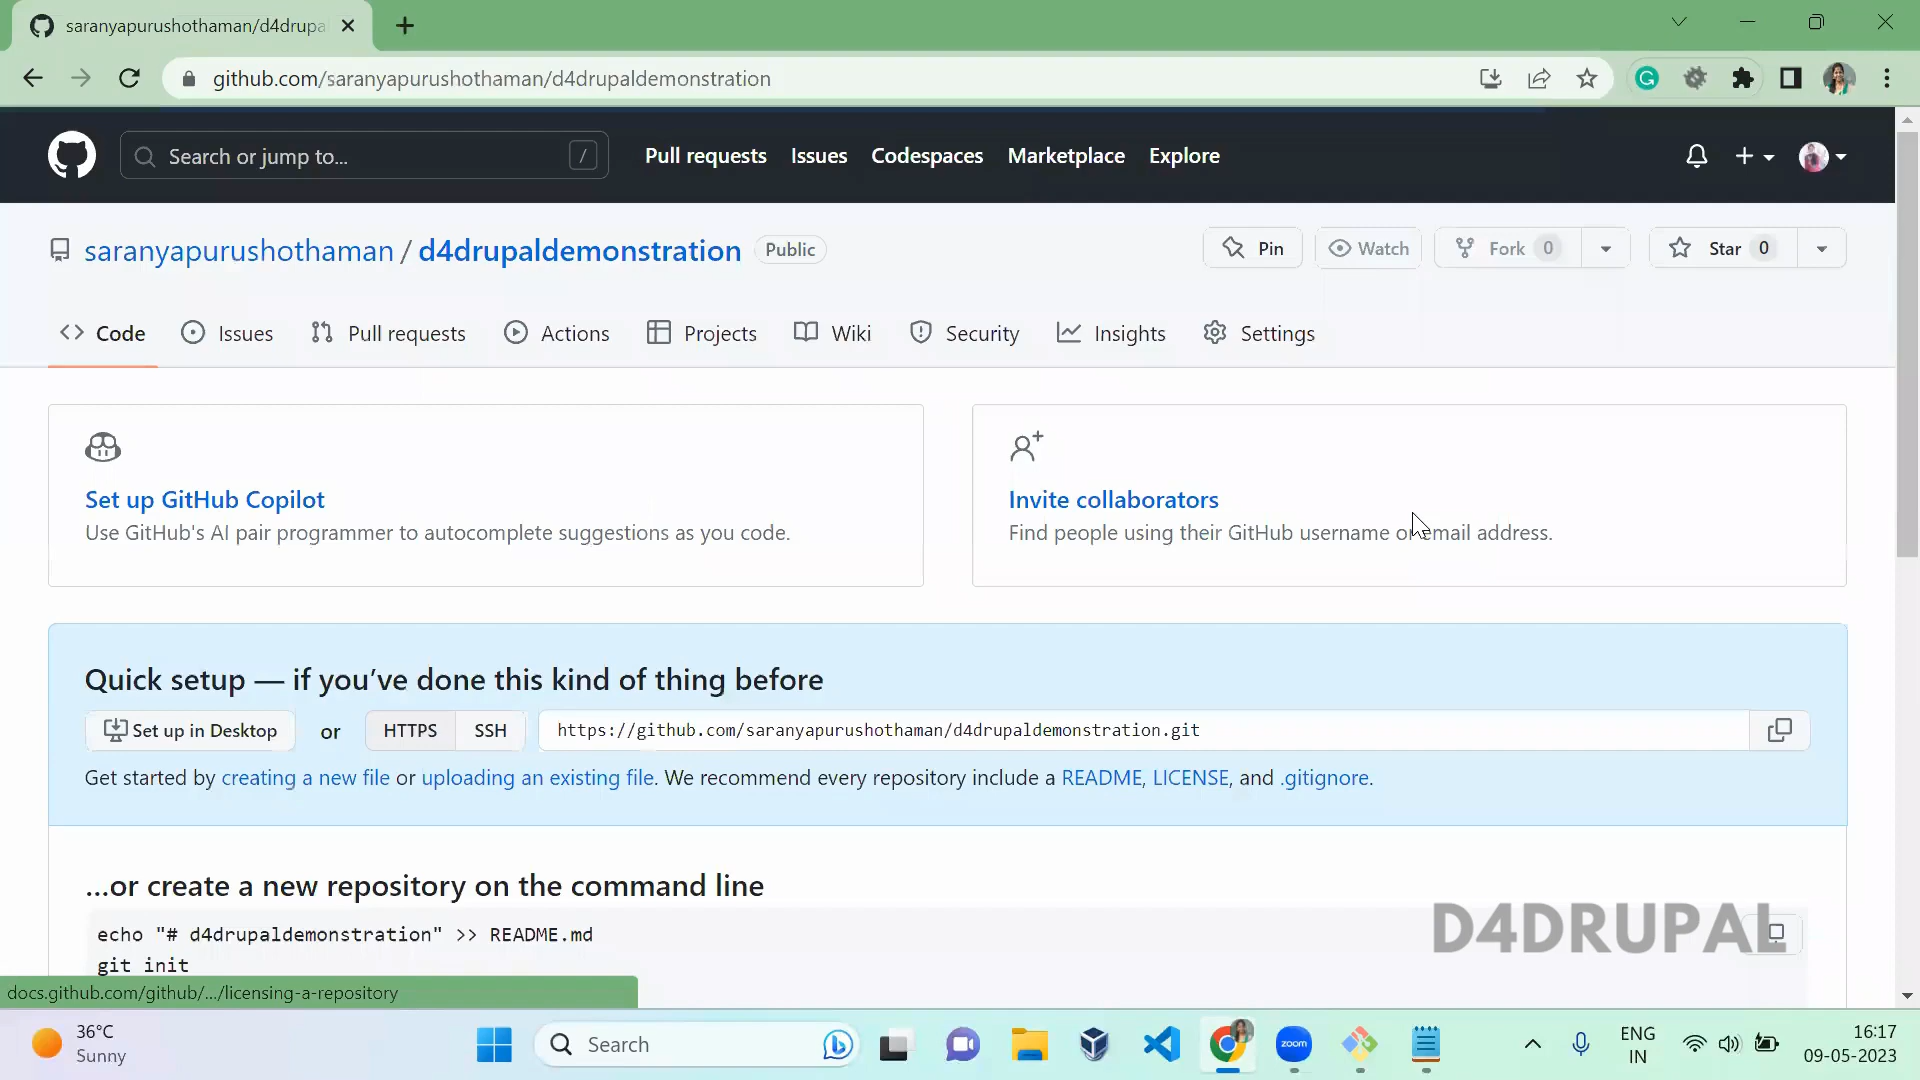 saranyapurushothaman/d4drupa
github.com/saranyapurushothaman/d4drupaldemonstration
Search or jump to...
/
Pull requests
Issues
Codespaces
Marketplace
Explore
saranyapurushothaman / d4drupaldemonstration
Public
Pin
Watch
Fork 0
Star 0
Code
Issues
Pull requests
Actions
Projects
Wiki
Security
Insights
Settings
Set up GitHub Copilot
Use GitHub's AI pair programmer to autocomplete suggestions as you code.
Invite collaborators
Find people using their GitHub username or email address.
Quick setup — if you’ve done this kind of thing before
Set up in Desktop
or
HTTPS
SSH
https://github.com/saranyapurushothaman/d4drupaldemonstration.git
Get started by creating a new file or uploading an existing file. We recommend every repository include a README, LICENSE, and .gitignore.
...or create a new repository on the command line
echo "# d4drupaldemonstration" >> README.md
git init
D4DRUPAL
docs.github.com/github/.../licensing-a-repository
36°C
Sunny
Search
zoom
ENG
IN
16:17
09-05-2023